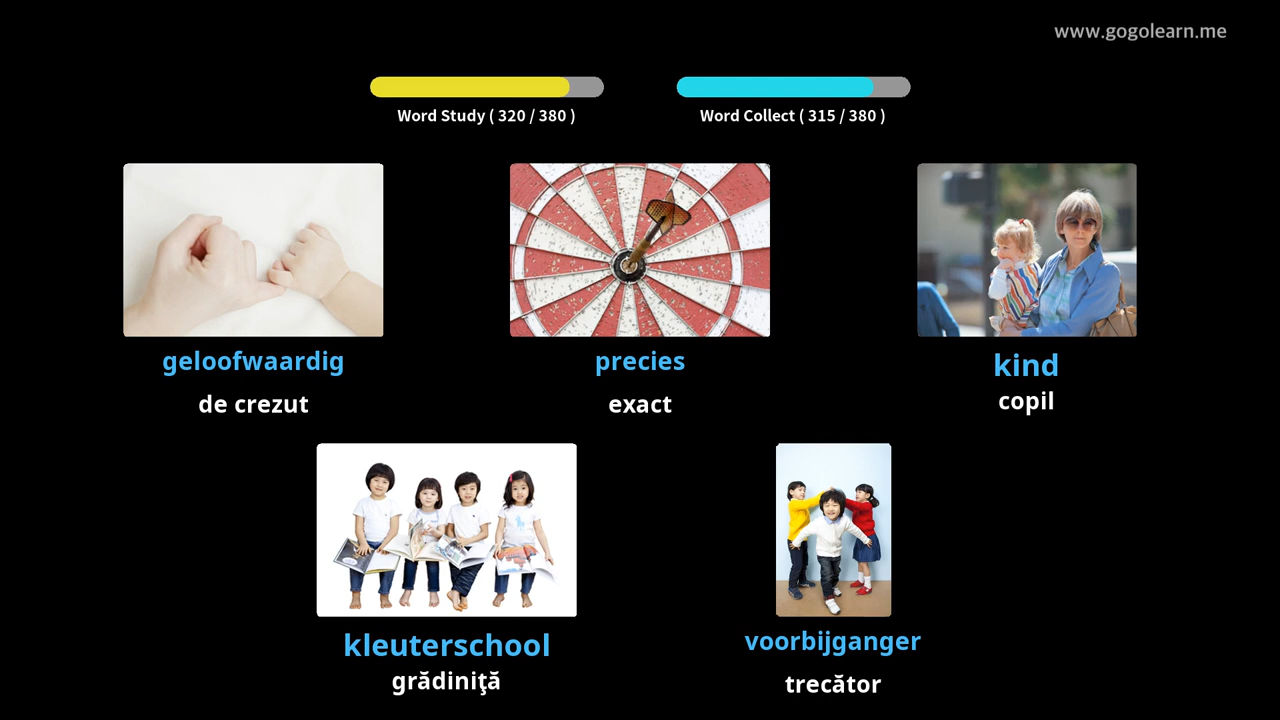 www.gogolearn.me
Word Study ( 320 / 380 )
Word Collect ( 315 / 380 )
geloofwaardig
de crezut
precies
exact
kind
copil
kleuterschool
grădiniţă
voorbijganger
trecător